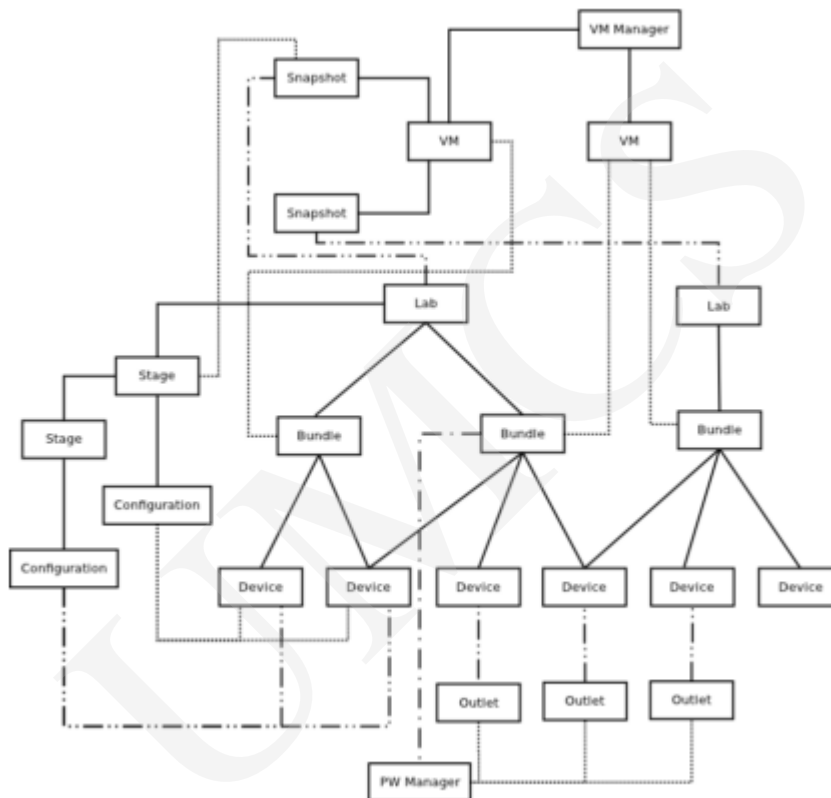 VM Manager
Snapshot
VM
VM
Snapshot
Lab
Lab
Stage
Stage
Bundle
Bundle
Bundle
Configuration
Configuration
Device
Device
Device
Device
Device
Device
Outlet
Outlet
Outlet
PW Manager
UMCS